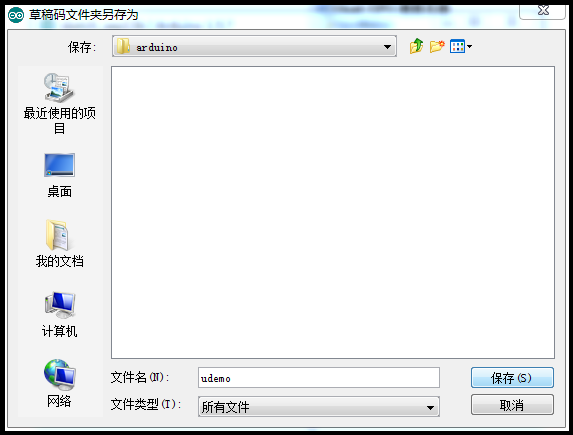 草稿码文件夹另存为
保存:
arduino
最近使用的项
目
桌面
我的文档
计算机
网络
文件名(N):
udemo
保存(S)
文件类型(T):
所有文件
取消